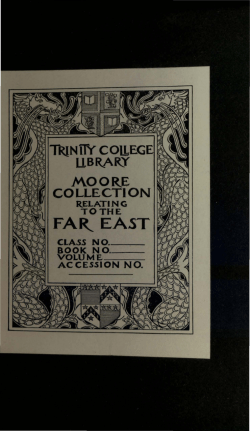 TRINITY COLLEGE
LIBRARY
MOORE
COLLECTION
RELATING
TO THE
FAR EAST
CLASS NO.
BOOK NO.
VOLUME
ACCESSION NO.